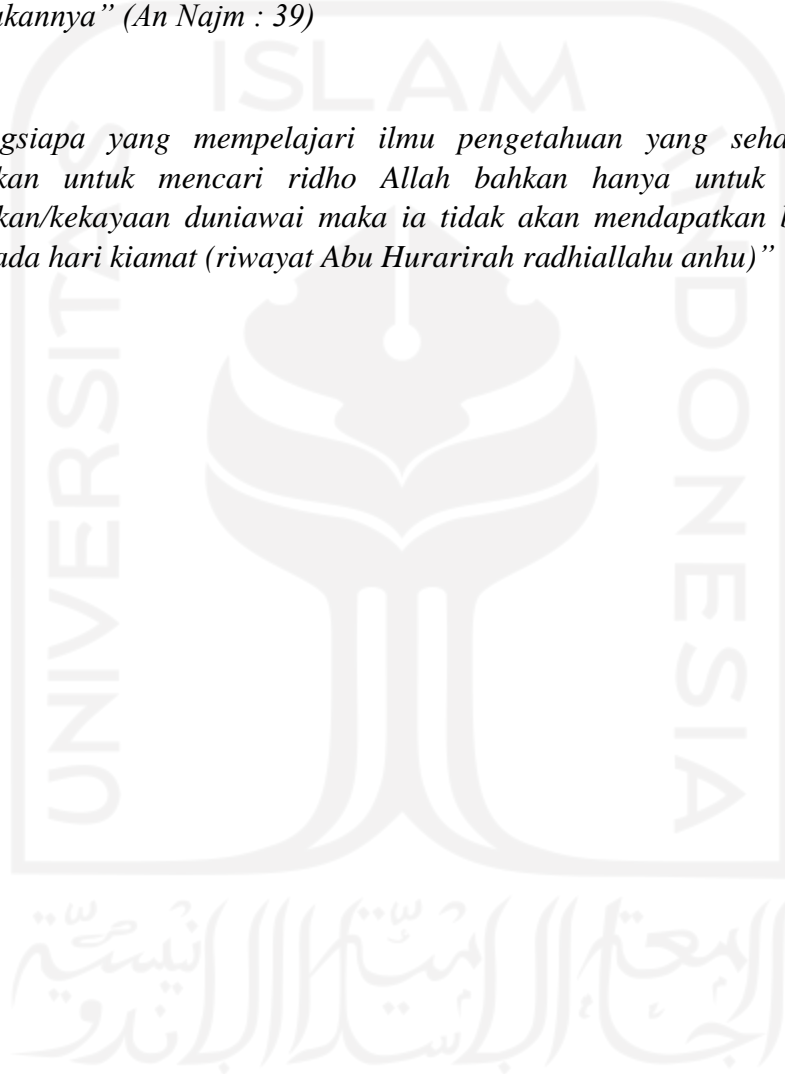 ukannya” (An Najm : 39)
ngsiapa yang mempelajari ilmu pengetahuan yang seha
kan untuk mencari ridho Allah bahkan hanya untuk
kan/kekayaan duniawai maka ia tidak akan mendapatkan b
ada hari kiamat (riwayat Abu Hurarirah radhiallahu anhu)”
ISLAM
UNIVERSITAS
INDONESIA